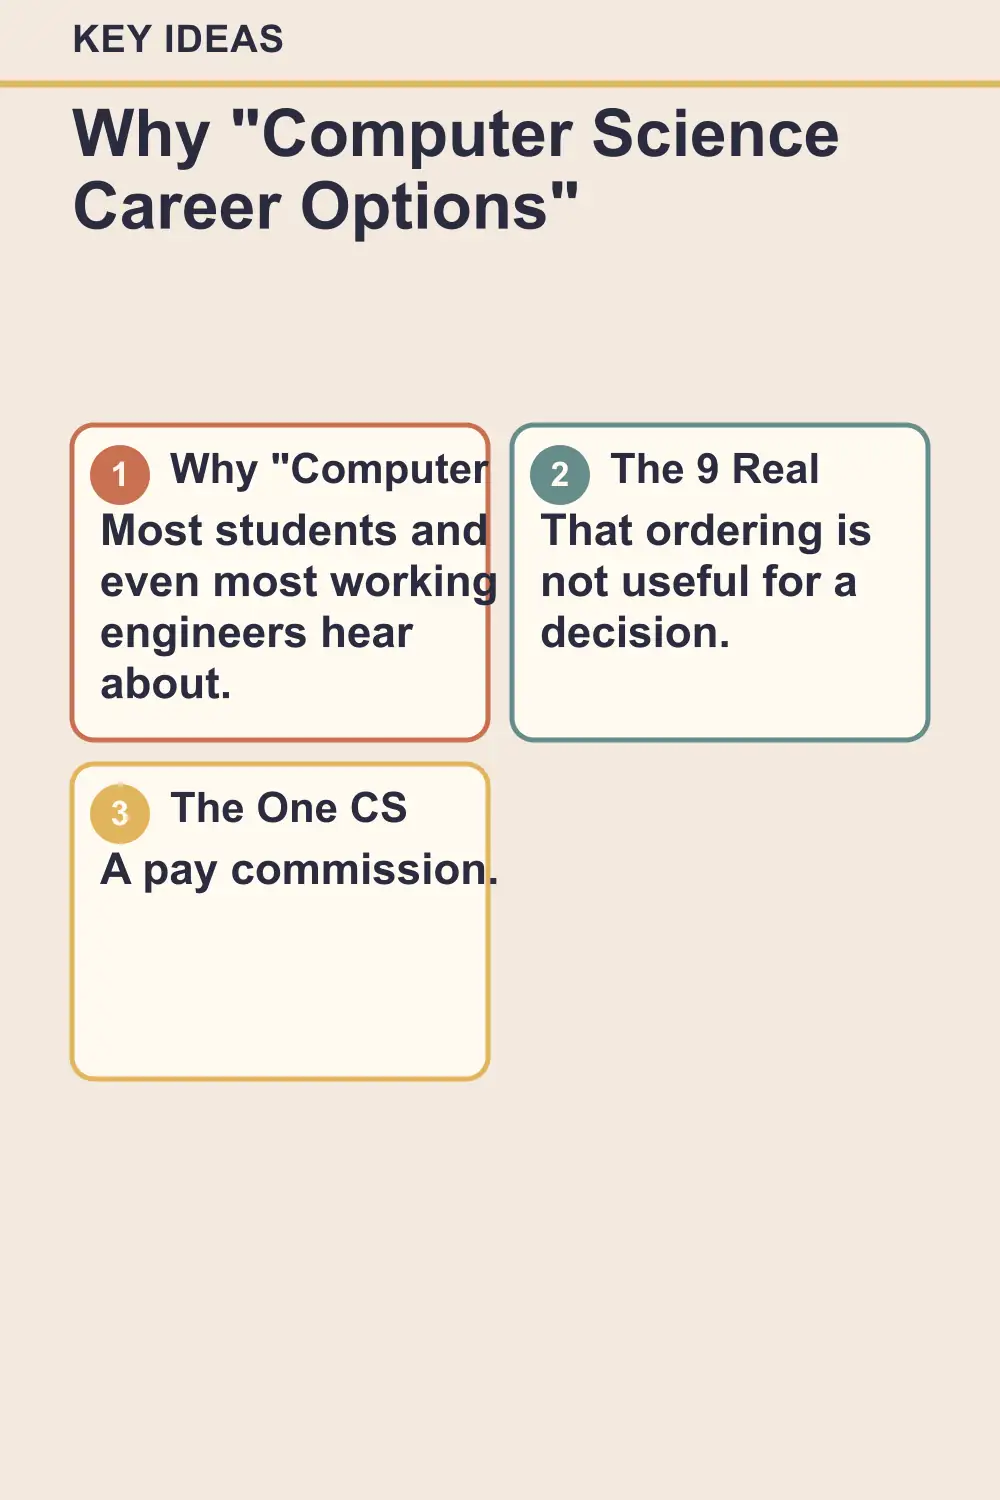 KEY IDEAS
Why "Computer Science
Career Options"
1 Why "Computer
Most students and
even most working
engineers hear
about.
2 The 9 Real
That ordering is
not useful for a
decision.
3 The One CS
A pay commission.